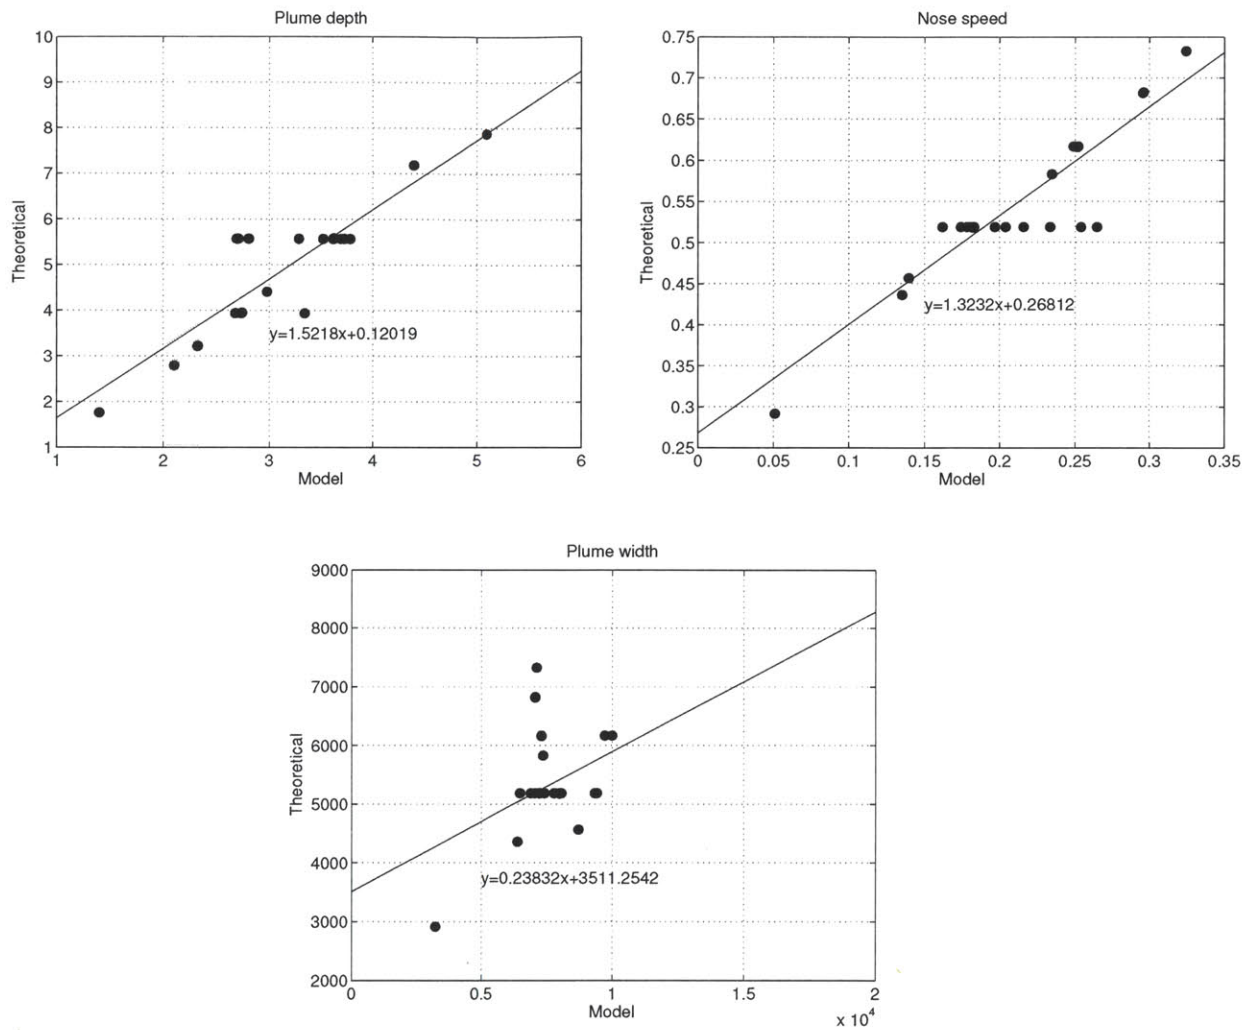 Plume depth
10
9
8
7
6
5
4
3
2
1
Theoretical
y=1.5218x+0.12019
1 2 3 4 5 6
Model
Nose speed
0.75
0.7
0.65
0.6
0.55
0.5
0.45
0.4
0.35
0.3
0.25
Theoretical
y=1.3232x+0.26812
0 0.05 0.1 0.15 0.2 0.25 0.3 0.35
Model
Plume width
9000
8000
7000
6000
5000
4000
3000
2000
Theoretical
y=0.23832x+3511.2542
0 0.5 1 1.5 2
Model
x 10⁴